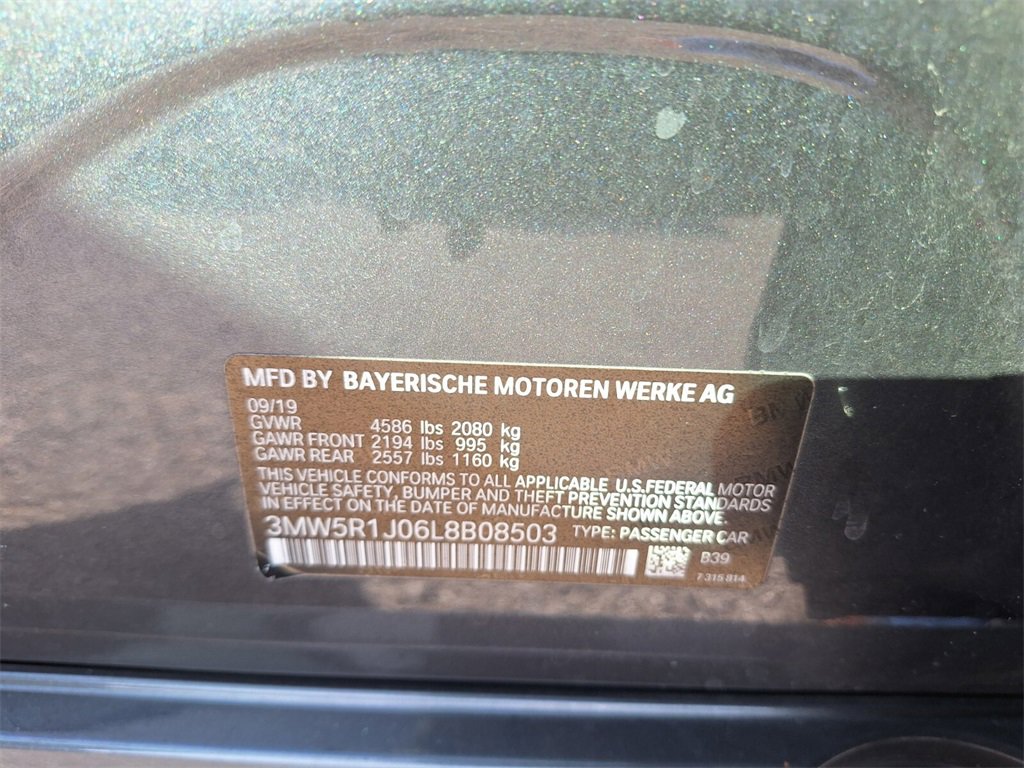 MFD BY BAYERISCHE MOTOREN WERKE AG
09/19
GVWR 4586 lbs 2080 kg
GAWR FRONT 2194 lbs 995 kg
GAWR REAR 2557 lbs 1160 kg
THIS VEHICLE CONFORMS TO ALL APPLICABLE U.S.FEDERAL MOTOR
VEHICLE SAFETY, BUMPER AND THEFT PREVENTION STANDARDS
IN EFFECT ON THE DATE OF MANUFACTURE SHOWN ABOVE.
3MW5R1J06L8B08503 TYPE: PASSENGER CAR
B39
7 315 814